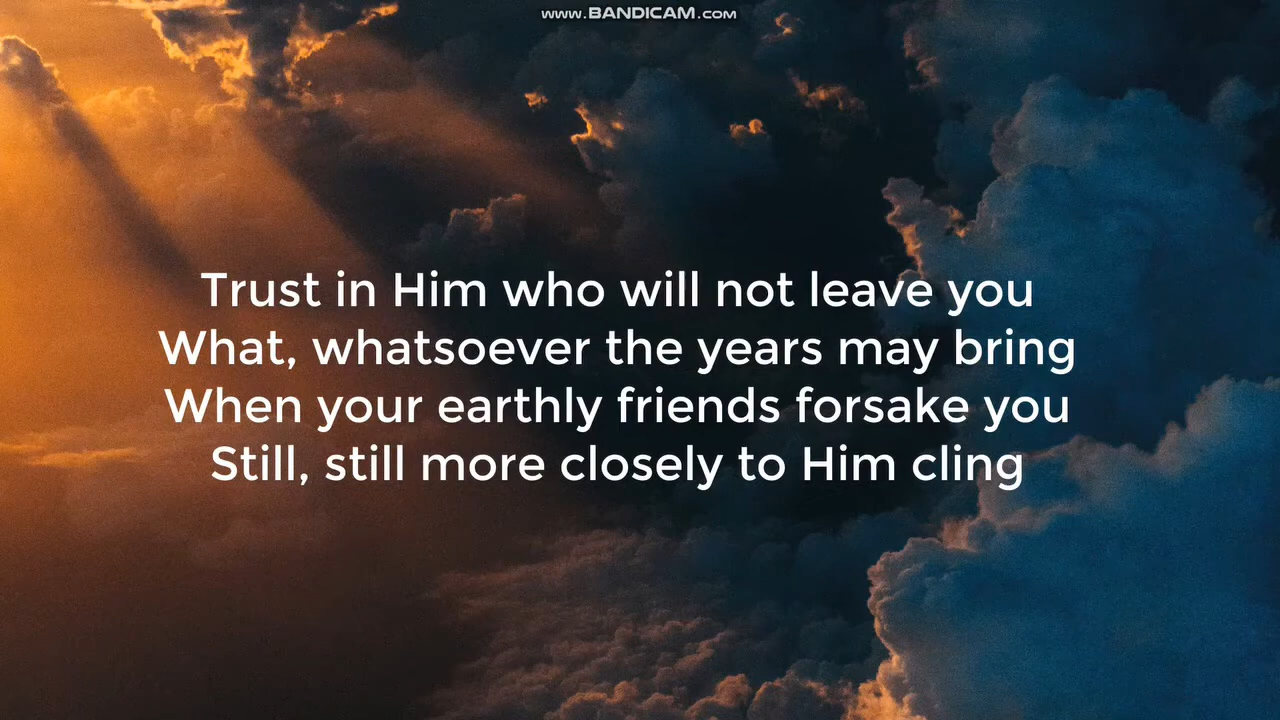 www.BANDICAM.com
Trust in Him who will not leave you
What, whatsoever the years may bring
When your earthly friends forsake you
Still, still more closely to Him cling